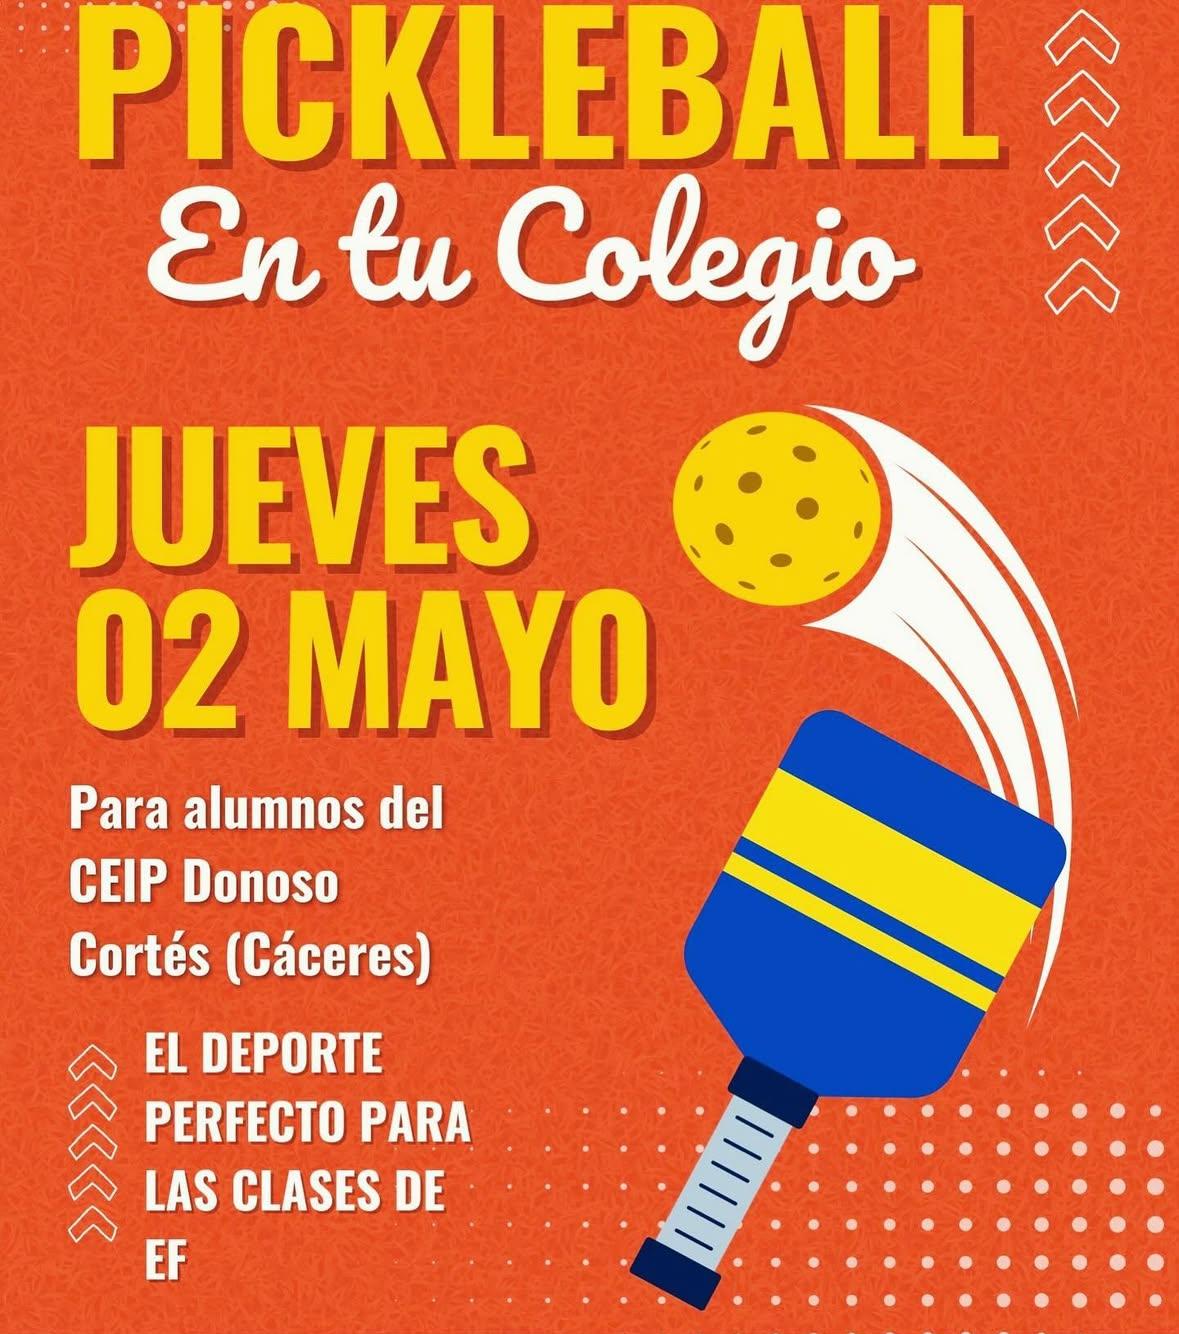 PICKLEBALL
En tu Colegio
JUEVES
02 MAYO
Para alumnos del
CEIP Donoso
Cortés (Cáceres)
EL DEPORTE
PERFECTO PARA
LAS CLASES DE
EF